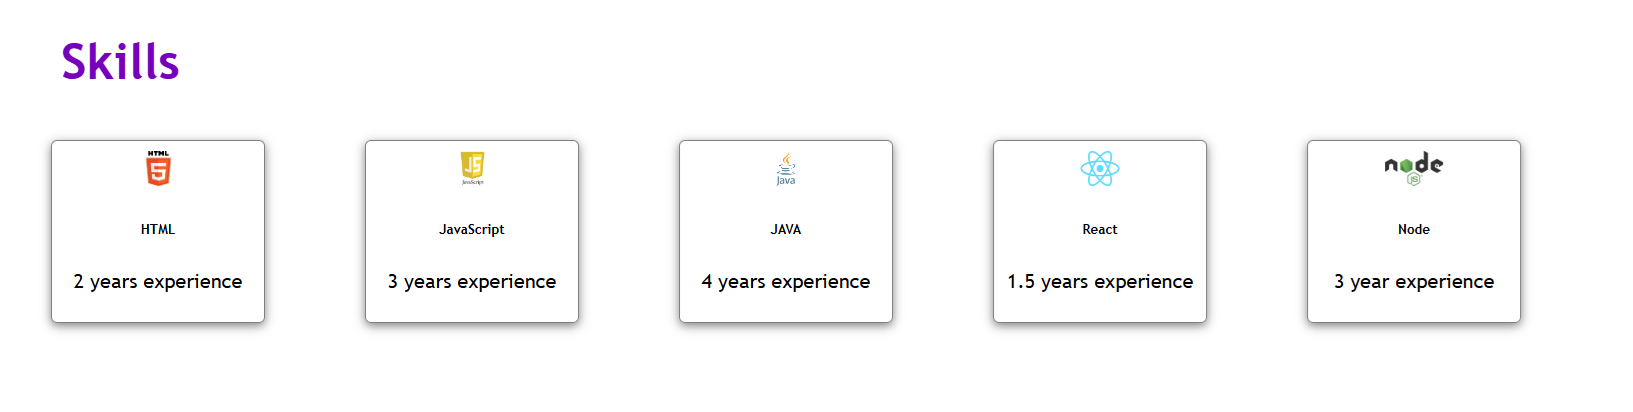 Skills
HTML
5
HTML
2 years experience
JS
JavaScript
JavaScript
3 years experience
Java
JAVA
4 years experience
React
1.5 years experience
node
JS
Node
3 year experience